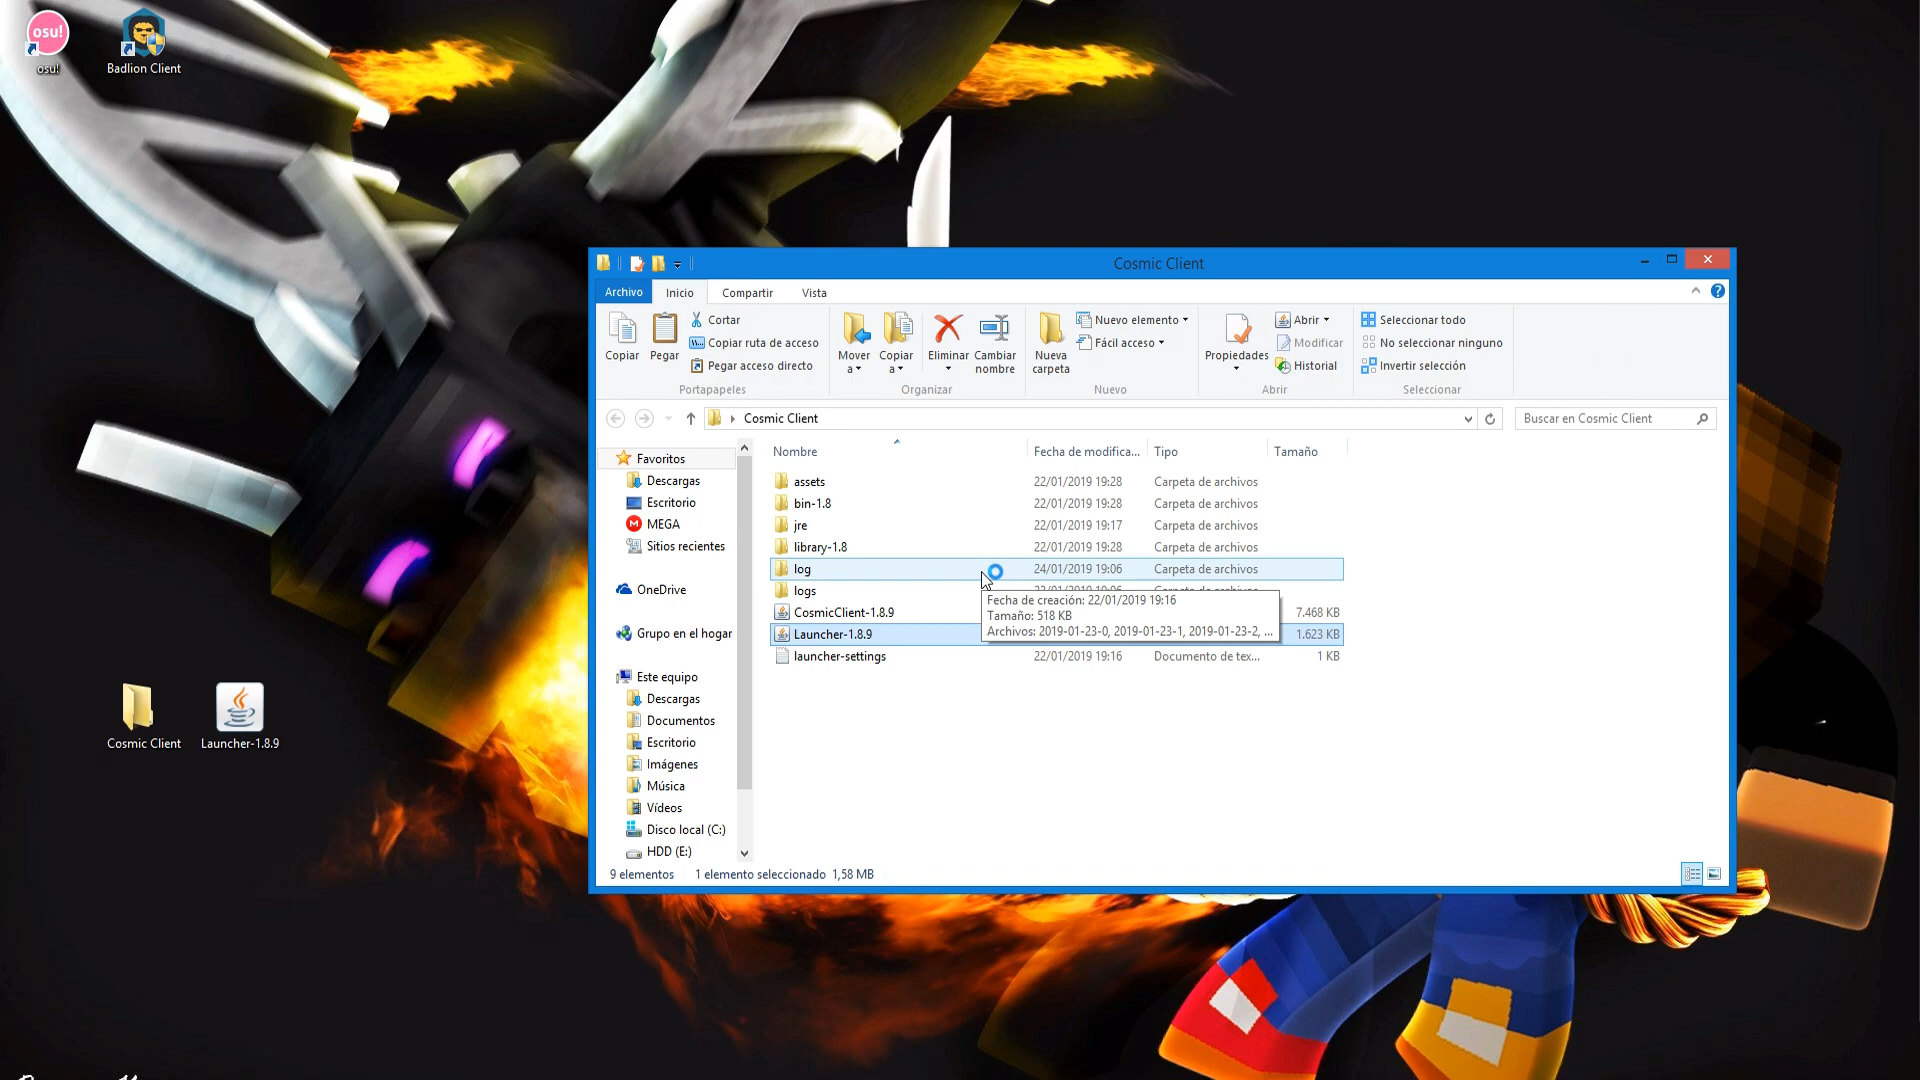 osu!
osu!
Badlion Client
Cosmic Client
Launcher-1.8.9
Cosmic Client
Archivo
Inicio
Compartir
Vista
Copiar
Pegar
Cortar
Copiar ruta de acceso
Pegar acceso directo
Portapapeles
Mover a
Copiar a
Eliminar
Cambiar nombre
Organizar
Nueva carpeta
Nuevo elemento
Fácil acceso
Nuevo
Propiedades
Abrir
Modificar
Historial
Abrir
Seleccionar todo
No seleccionar ninguno
Invertir selección
Seleccionar
Cosmic Client
Buscar en Cosmic Client
Favoritos
Descargas
Escritorio
MEGA
Sitios recientes
OneDrive
Grupo en el hogar
Este equipo
Descargas
Documentos
Escritorio
Imágenes
Música
Vídeos
Disco local (C:)
HDD (E:)
Nombre Fecha de modifica... Tipo Tamaño
assets 22/01/2019 19:28 Carpeta de archivos
bin-1.8 22/01/2019 19:28 Carpeta de archivos
jre 22/01/2019 19:17 Carpeta de archivos
library-1.8 22/01/2019 19:28 Carpeta de archivos
log 24/01/2019 19:06 Carpeta de archivos
logs
CosmicClient-1.8.9 7.468 KB
Launcher-1.8.9 1.623 KB
launcher-settings 22/01/2019 19:16 Documento de tex... 1 KB
Fecha de creación: 22/01/2019 19:16
Tamaño: 518 KB
Archivos: 2019-01-23-0, 2019-01-23-1, 2019-01-23-2, ...
9 elementos 1 elemento seleccionado 1,58 MB